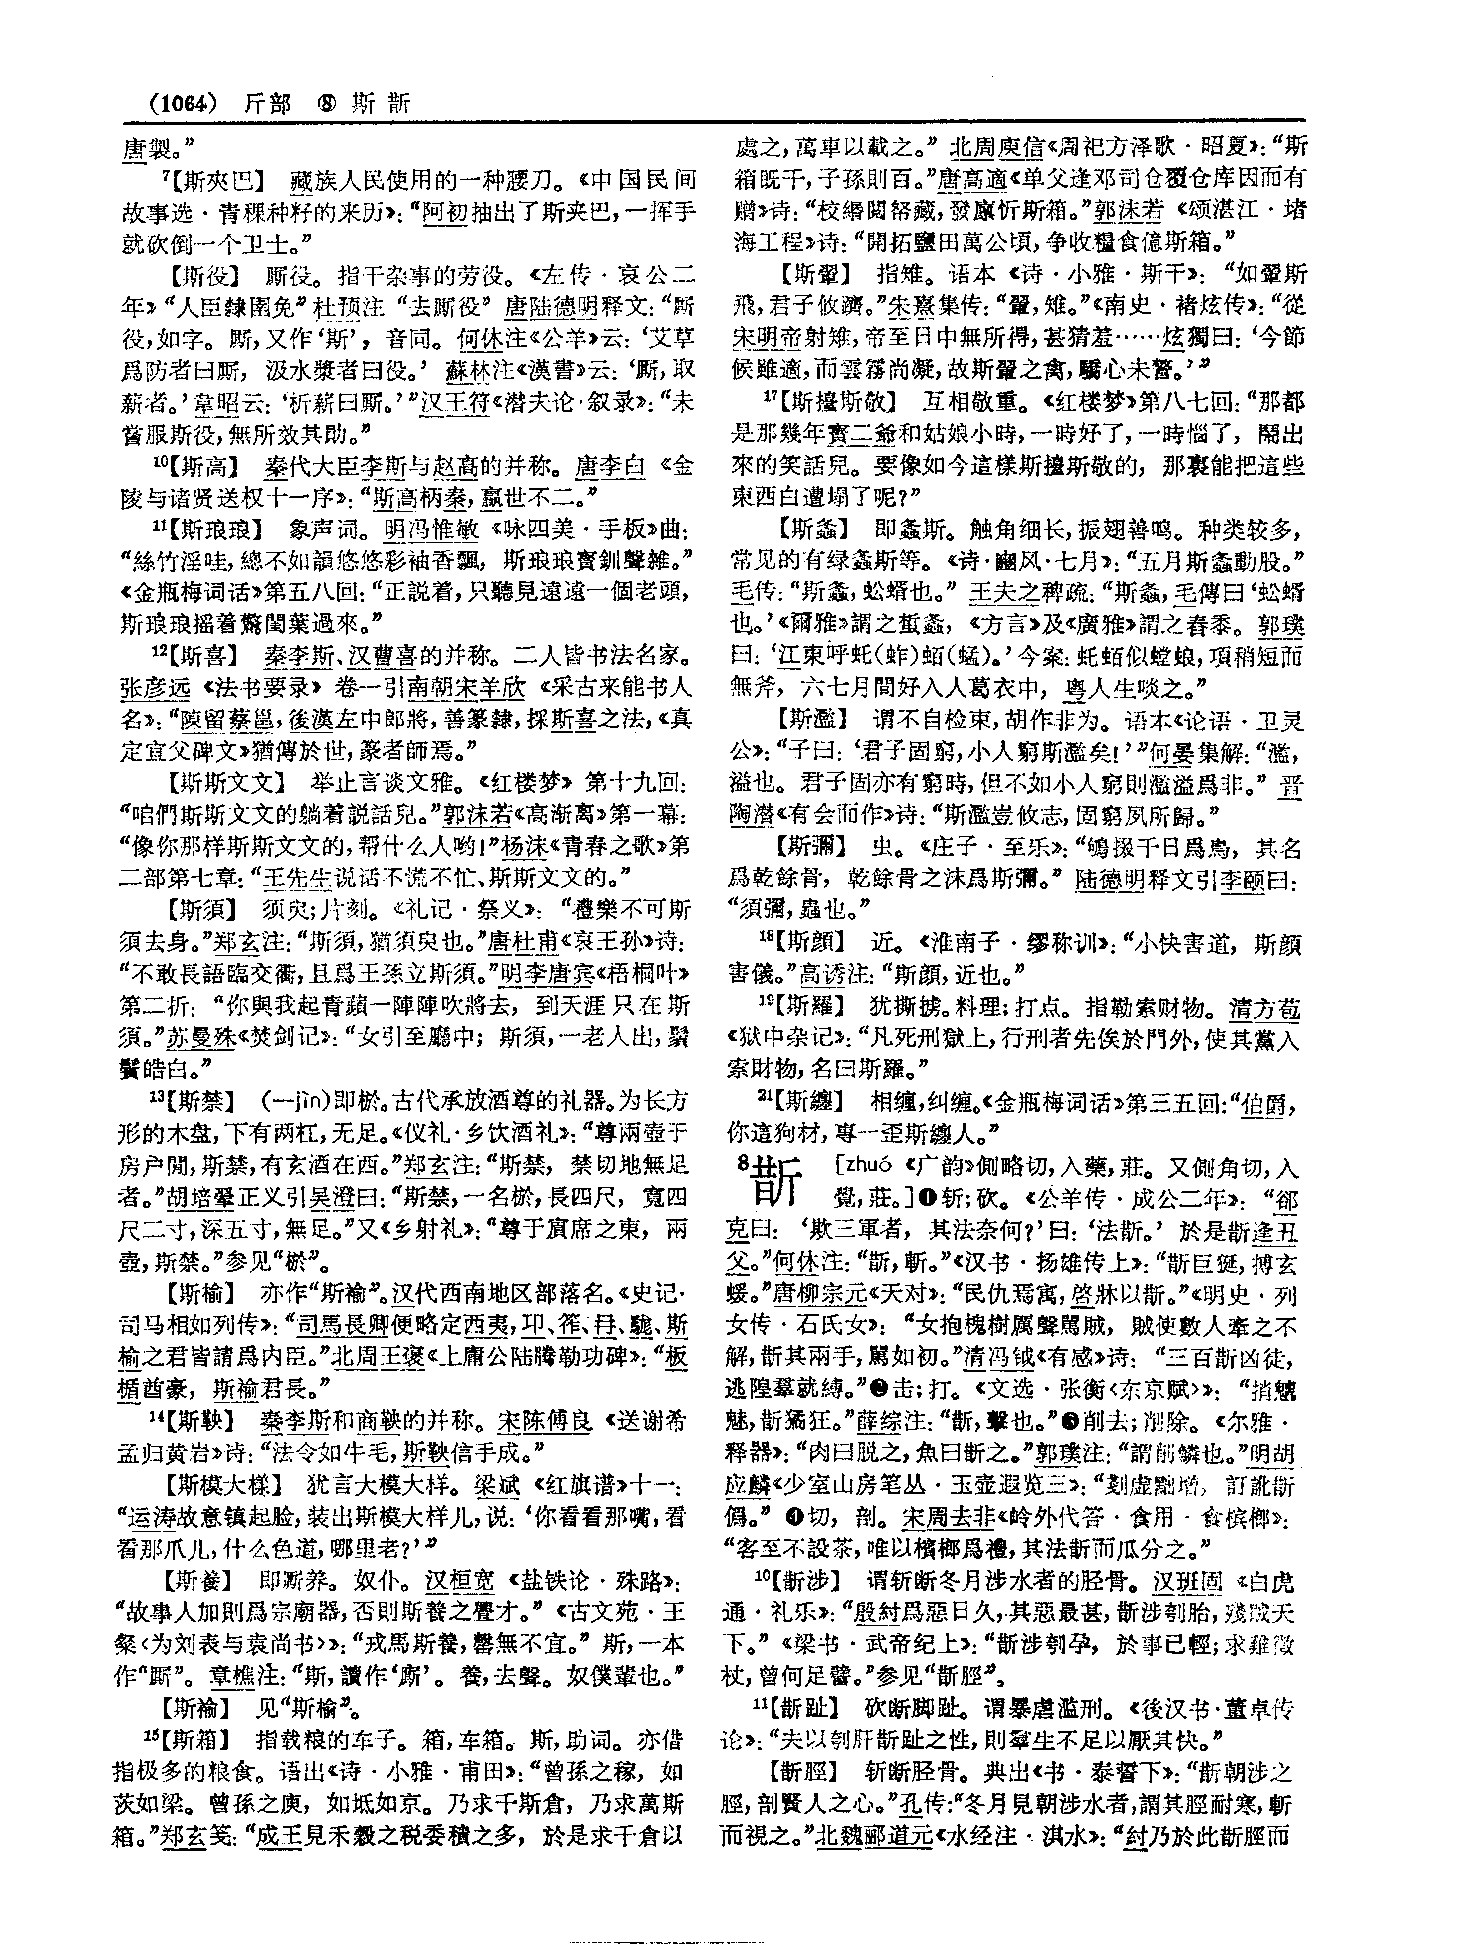 (1064) 斤部 ⑧ 斯 斮
唐製。”
7【斯夾巴】 藏族人民使用的一种腰刀。《中国民间
故事选·青稞种籽的来历》：“阿初抽出了斯夹巴，一挥手
就砍倒一个卫士。”
【斯役】 厮役。指干杂事的劳役。《左传·哀公二
年》“人臣隸圉免”杜预注“去厮役”唐陆德明释文：“厮
役，如字。厮，又作‘斯’，音同。何休注《公羊》云：‘艾草
爲防者曰厮，汲水漿者曰役。’蘇林注《漢書》云：‘厮，取
薪者。’韋昭云：‘析薪曰厮。’”汉王符《潜夫论·叙录》：“未
嘗服斯役，無所效其助。”
10【斯高】 秦代大臣李斯与赵高的并称。唐李白《金
陵与诸贤送权十一序》：“斯高柄秦，嬴世不二。”
11【斯琅琅】 象声词。明冯惟敏《咏四美·手板》曲：
“絲竹淫哇，總不如韻悠悠彩袖香飄，斯琅琅寶釧聲雜。”
《金瓶梅词话》第五八回：“正説着，只聽見遠遠一個老頭，
斯琅琅摇着驚閨葉過來。”
12【斯喜】 秦李斯、汉曹喜的并称。二人皆书法名家。
张彦远《法书要录》卷一引南朝宋羊欣《采古来能书人
名》：“陳留蔡邕，後漢左中郎將，善篆隸，採斯喜之法，《真
定宜父碑文》猶傳於世，篆者師焉。”
【斯斯文文】 举止言谈文雅。《红楼梦》第十九回：
“咱們斯斯文文的躺着説話兒。”郭沫若《高渐离》第一幕：
“像你那样斯斯文文的，帮什么人哟！”杨沫《青春之歌》第
二部第七章：“王先生说话不慌不忙、斯斯文文的。”
【斯須】 须臾；片刻。《礼记·祭义》：“禮樂不可斯
須去身。”郑玄注：“斯須，猶須臾也。”唐杜甫《哀王孙》诗：
“不敢長語臨交衢，且爲王孫立斯須。”明李唐宾《梧桐叶》
第二折：“你與我起青蘋一陣陣吹將去，到天涯只在斯
須。”苏曼殊《焚剑记》：“女引至廳中；斯須，一老人出，鬚
鬢皓白。”
13【斯禁】 （—jìn）即棜。古代承放酒尊的礼器。为长方
形的木盘，下有两杠，无足。《仪礼·乡饮酒礼》：“尊兩壺于
房户間，斯禁，有玄酒在西。”郑玄注：“斯禁，禁切地無足
者。”胡培翬正义引吴澄曰：“斯禁，一名棜，長四尺，寬四
尺二寸，深五寸，無足。”又《乡射礼》：“尊于賓席之東，兩
壺，斯禁。”参见“棜”。
【斯榆】 亦作“斯褕”。汉代西南地区部落名。《史记·
司马相如列传》：“司馬長卿便略定西夷，邛、筰、冄、駹、斯
榆之君皆請爲内臣。”北周王褒《上庸公陆腾勒功碑》：“板
楯酋豪，斯褕君長。”
14【斯鞅】 秦李斯和商鞅的并称。宋陈傅良《送谢希
孟归黄岩》诗：“法令如牛毛，斯鞅信手成。”
【斯模大樣】 犹言大模大样。梁斌《红旗谱》十一：
“运涛故意镇起脸，装出斯模大样儿，说：‘你看看那嘴，看
看那爪儿，什么色道，哪里老？’”
【斯養】 即厮养。奴仆。汉桓宽《盐铁论·殊路》：
“故事人加則爲宗廟器，否則斯養之舋才。”《古文苑·王
粲〈为刘表与袁尚书〉》：“戎馬斯養，罄無不宜。”斯，一本
作“厮”。章樵注：“斯，讀作‘廝’。養，去聲。奴僕輩也。”
【斯褕】 见“斯榆”。
15【斯箱】 指载粮的车子。箱，车箱。斯，助词。亦借
指极多的粮食。语出《诗·小雅·甫田》：“曾孫之稼，如
茨如梁。曾孫之庾，如坻如京。乃求千斯倉，乃求萬斯
箱。”郑玄笺：“成王見禾穀之税委積之多，於是求千倉以
處之，萬車以載之。”北周庾信《周祀方泽歌·昭夏》：“斯
箱既千，子孫則百。”唐高適《单父逢邓司仓覆仓库因而有
赠》诗：“校緡閲帑藏，發廩忻斯箱。”郭沫若《颂湛江·堵
海工程》诗：“開拓鹽田萬公頃，争收糧食億斯箱。”
【斯翬】 指雉。语本《诗·小雅·斯干》：“如翬斯
飛，君子攸躋。”朱熹集传：“翬，雉。”《南史·褚炫传》：“從
宋明帝射雉，帝至日中無所得，甚猜羞……炫獨曰：‘今節
候雖適，而雲霧尚凝，故斯翬之禽，驕心未警。’”
17【斯擡斯敬】 互相敬重。《红楼梦》第八七回：“那都
是那幾年寶二爺和姑娘小時，一時好了，一時惱了，鬧出
來的笑話兒。要像如今這樣斯擡斯敬的，那裏能把這些
東西白遭塌了呢？”
【斯螽】 即螽斯。触角细长，振翅善鸣。种类较多，
常见的有绿螽斯等。《诗·豳风·七月》：“五月斯螽動股。”
毛传：“斯螽，蚣蝑也。”王夫之稗疏：“斯螽，毛傳曰‘蚣蝑
也。’《爾雅》謂之蜤螽，《方言》及《廣雅》謂之舂黍。郭璞
曰：‘江東呼虴（蚱）蛨（蜢）。’今案：虴蛨似螳螂，項稍短而
無斧，六七月間好入人葛衣中，粤人生啖之。”
【斯濫】 谓不自检束，胡作非为。语本《论语·卫灵
公》：“子曰：‘君子固窮，小人窮斯濫矣！’”何晏集解：“濫，
溢也。君子固亦有窮時，但不如小人窮則濫溢爲非。”晋
陶潜《有会而作》诗：“斯濫豈攸志，固窮夙所歸。”
【斯彌】 虫。《庄子·至乐》：“鴝掇千日爲鳥，其名
爲乾餘骨，乾餘骨之沫爲斯彌。”陆德明释文引李颐曰：
“須彌，蟲也。”
18【斯顔】 近。《淮南子·缪称训》：“小快害道，斯顔
害儀。”高诱注：“斯顔，近也。”
19【斯羅】 犹撕掳。料理；打点。指勒索财物。清方苞
《狱中杂记》：“凡死刑獄上，行刑者先俟於門外，使其黨入
索財物，名曰斯羅。”
21【斯纏】 相缠，纠缠。《金瓶梅词话》第三五回：“伯爵，
你這狗材，專一歪斯纏人。”
8斮 [zhuó《广韵》側略切，入藥，莊。又側角切，入
覺，莊。]❶斩；砍。《公羊传·成公二年》：“郤
克曰：‘欺三軍者，其法奈何？’曰：‘法斮。’於是斮逢丑
父。”何休注：“斮，斬。”《汉书·扬雄传上》：“斮巨狿，搏玄
蝯。”唐柳宗元《天对》：“民仇焉寓，啓牀以斮。”《明史·列
女传·石氏女》：“女抱槐樹厲聲罵賊，賊使數人牽之不
解，斮其兩手，罵如初。”清冯钺《有感》诗：“三百斮凶徒，
逃隍羣就縛。”❷击；打。《文选·张衡〈东京赋〉》：“捎魑
魅，斮獝狂。”薛综注：“斮，擊也。”❸削去；削除。《尔雅·
释器》：“肉曰脱之，魚曰斮之。”郭璞注：“謂削鱗也。”明胡
应麟《少室山房笔丛·玉壶遐览三》：“剗虚黜增，訂訛斮
僞。”❹切，剖。宋周去非《岭外代答·食用·食槟榔》：
“客至不設茶，唯以檳榔爲禮，其法斮而瓜分之。”
10【斮涉】 谓斩断冬月涉水者的胫骨。汉班固《白虎
通·礼乐》：“殷紂爲惡日久，其惡最甚，斮涉刳胎，殘賊天
下。”《梁书·武帝纪上》：“斮涉刳孕，於事已輕；求雞徵
杖，曾何足譬。”参见“斮脛”。
11【斮趾】 砍断脚趾。谓暴虐滥刑。《後汉书·董卓传
论》：“夫以刳肝斮趾之性，則羣生不足以厭其快。”
【斮脛】 斩断胫骨。典出《书·泰誓下》：“斮朝涉之
脛，剖賢人之心。”孔传：“冬月見朝涉水者，謂其脛耐寒，斬
而視之。”北魏郦道元《水经注·淇水》：“紂乃於此斮脛而